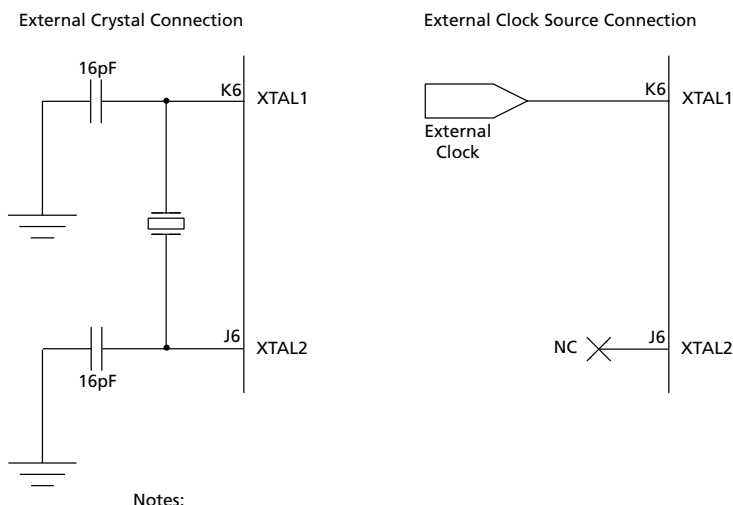 External Crystal Connection
16pF
K6
XTAL1
J6
XTAL2
16pF
Notes:
External Clock Source Connection
K6
XTAL1
External
Clock
NC
J6
XTAL2